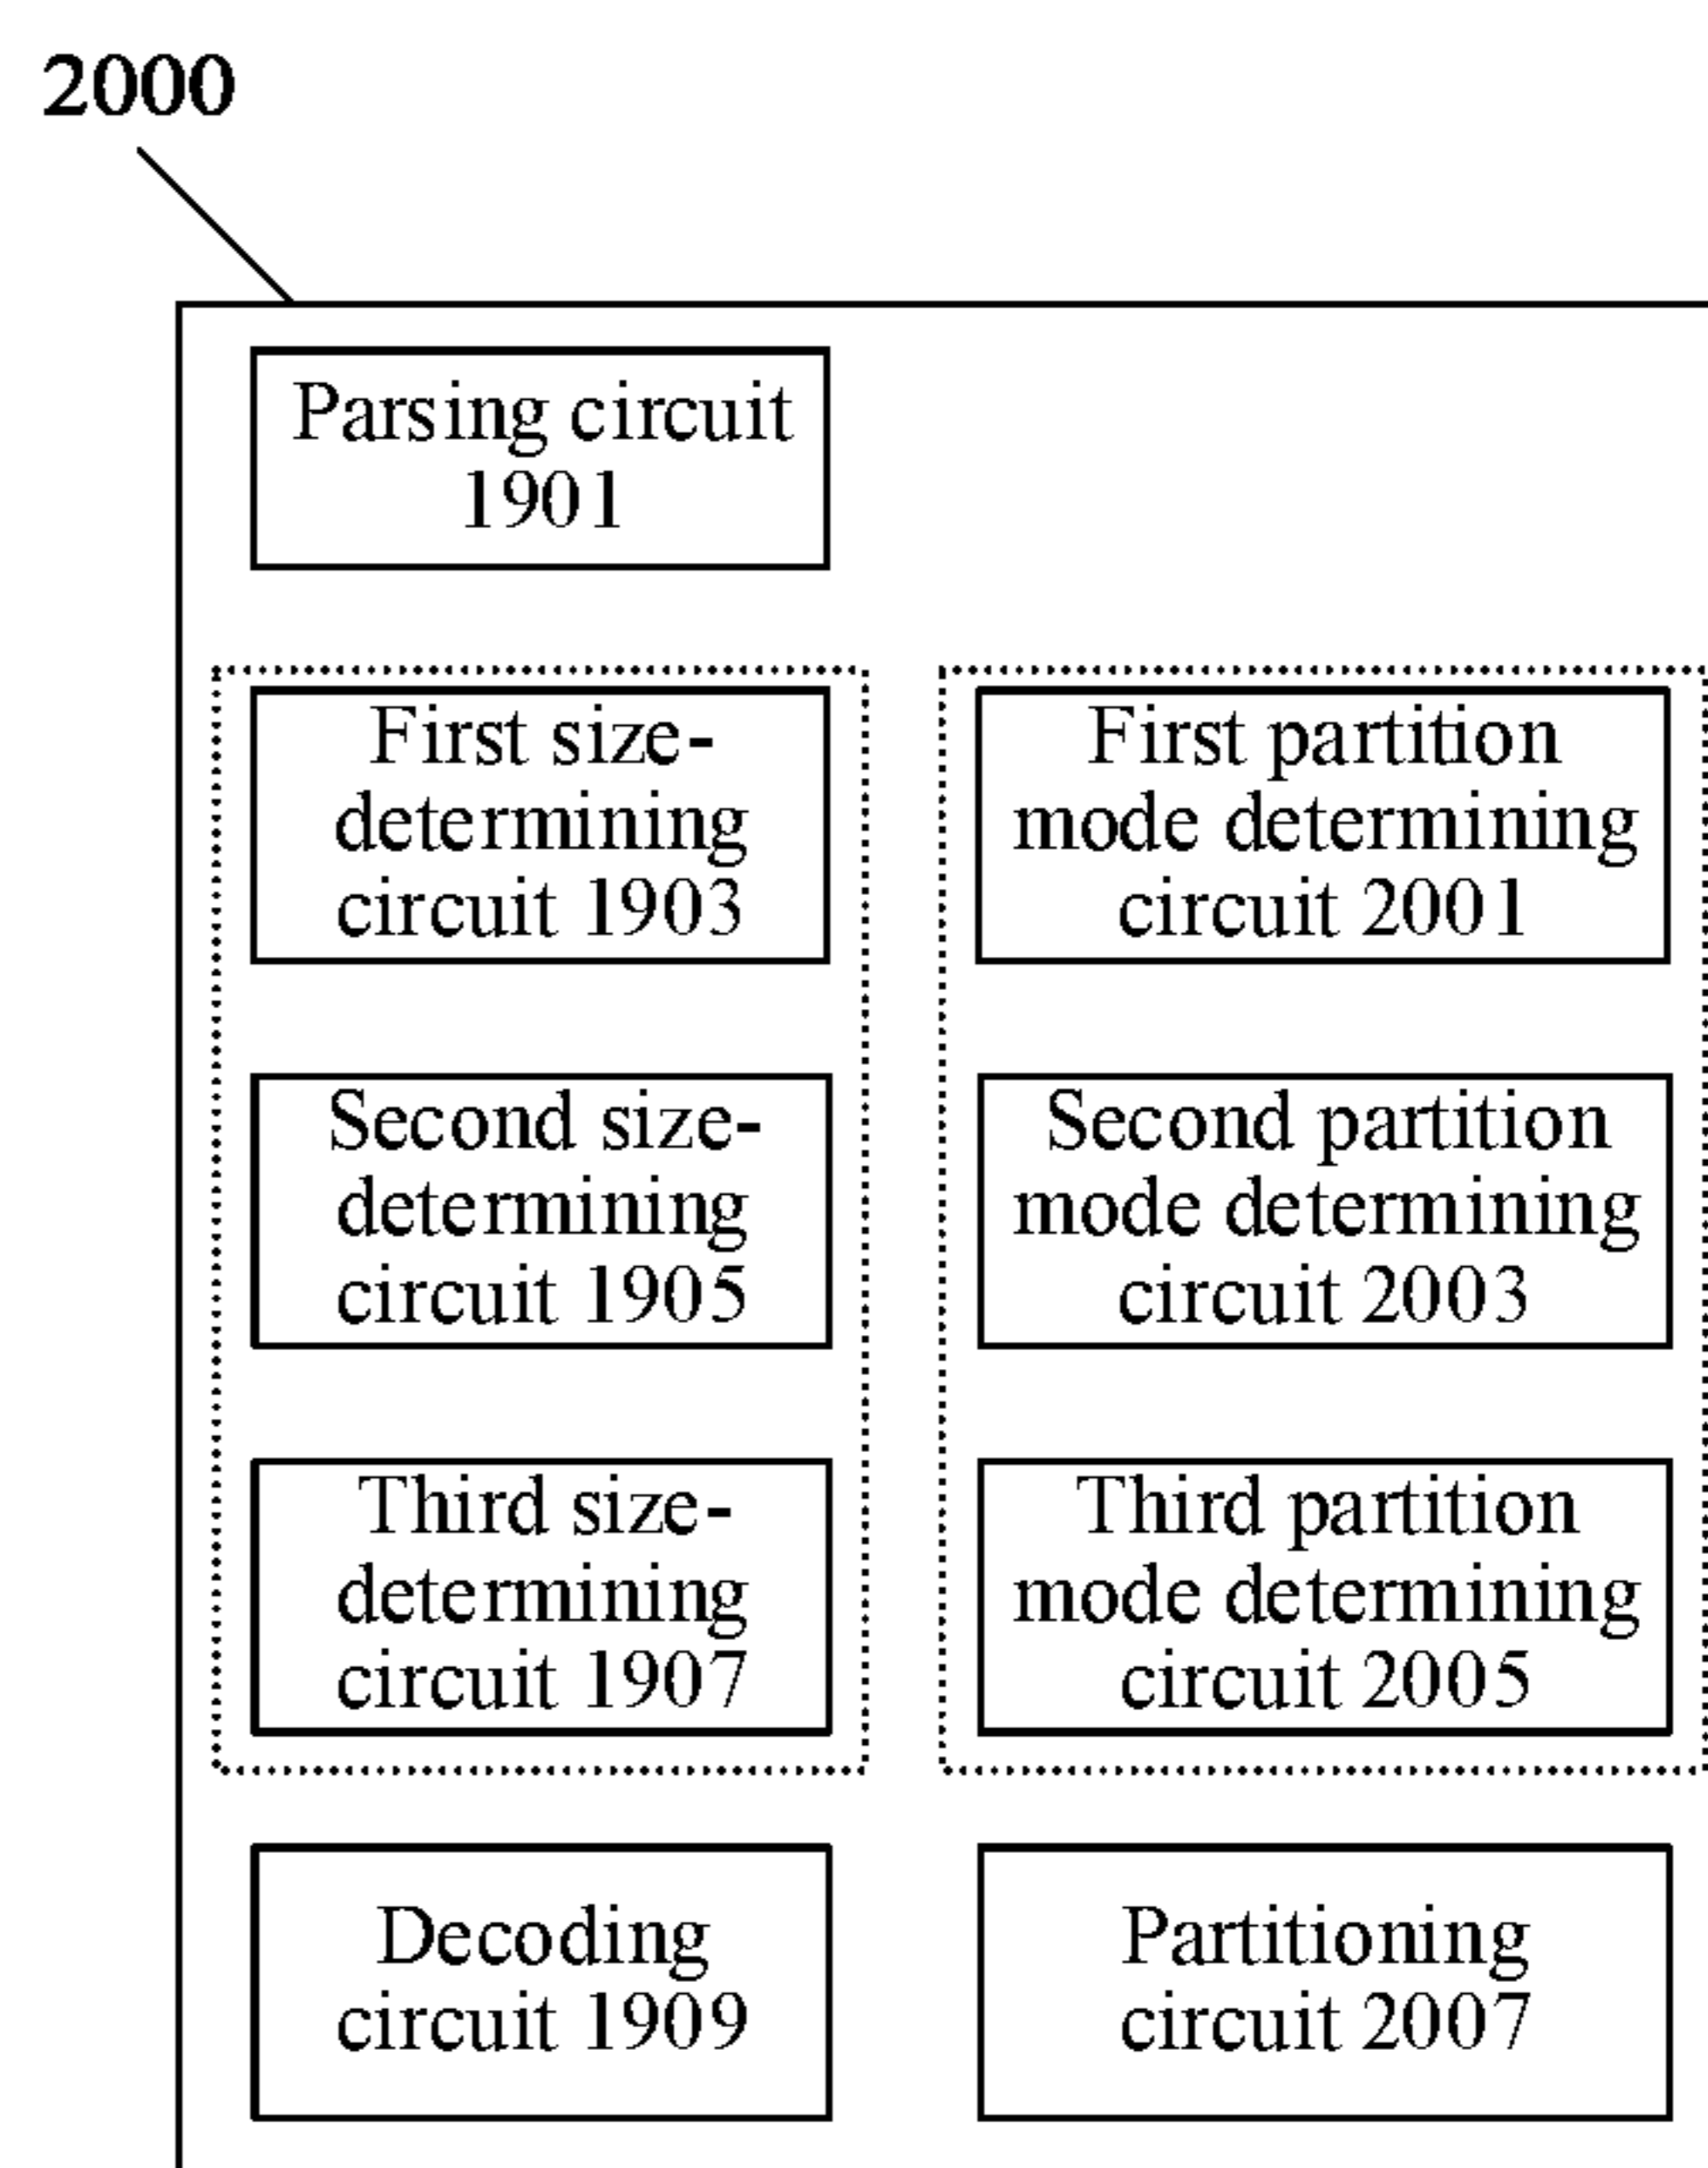 2000
Parsing circuit
1901
First size-
determining
circuit 1903
First partition
mode determining
circuit 2001
Second size-
determining
circuit 1905
Second partition
mode determining
circuit 2003
Third size-
determining
circuit 1907
Third partition
mode determining
circuit 2005
Decoding
circuit 1909
Partitioning
circuit 2007